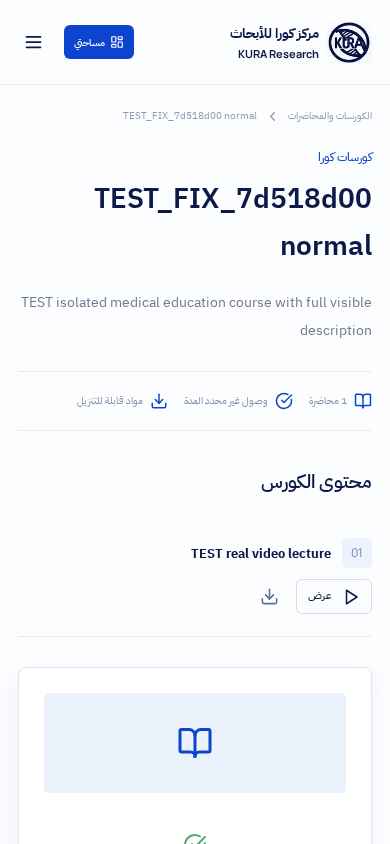 KURA
مركز كورا للأبحاث
KURA Research
مساحتي
الكورسات والمحاضرات
TEST_FIX_7d518d00 normal
كورسات كورا
TEST_FIX_7d518d00
normal
TEST isolated medical education course with full visible
description
1 محاضرة
وصول غير محدد المدة
مواد قابلة للتنزيل
محتوى الكورس
01
TEST real video lecture
عرض